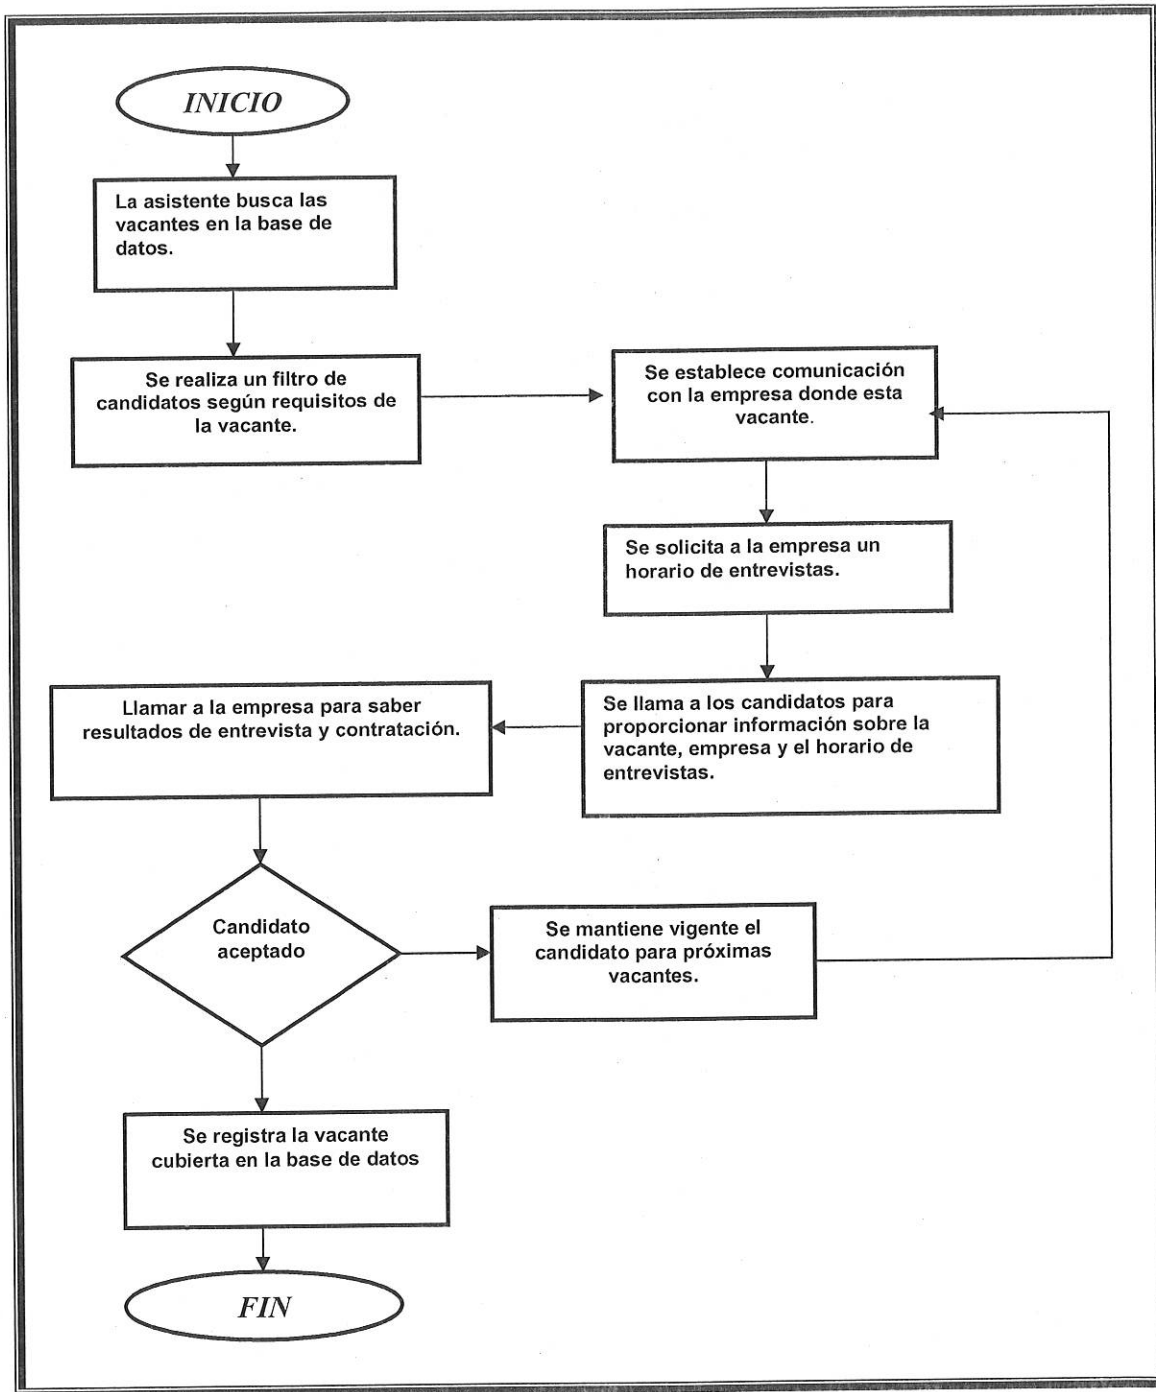 INICIO
La asistente busca las
vacantes en la base de
datos.
Se realiza un filtro de
candidatos según requisitos de
la vacante.
Se establece comunicación
con la empresa donde esta
vacante.
Se solicita a la empresa un
horario de entrevistas.
Se llama a los candidatos para
proporcionar información sobre la
vacante, empresa y el horario de
entrevistas.
Llamar a la empresa para saber
resultados de entrevista y contratación.
Candidato
aceptado
Se mantiene vigente el
candidato para próximas
vacantes.
Se registra la vacante
cubierta en la base de datos
FIN